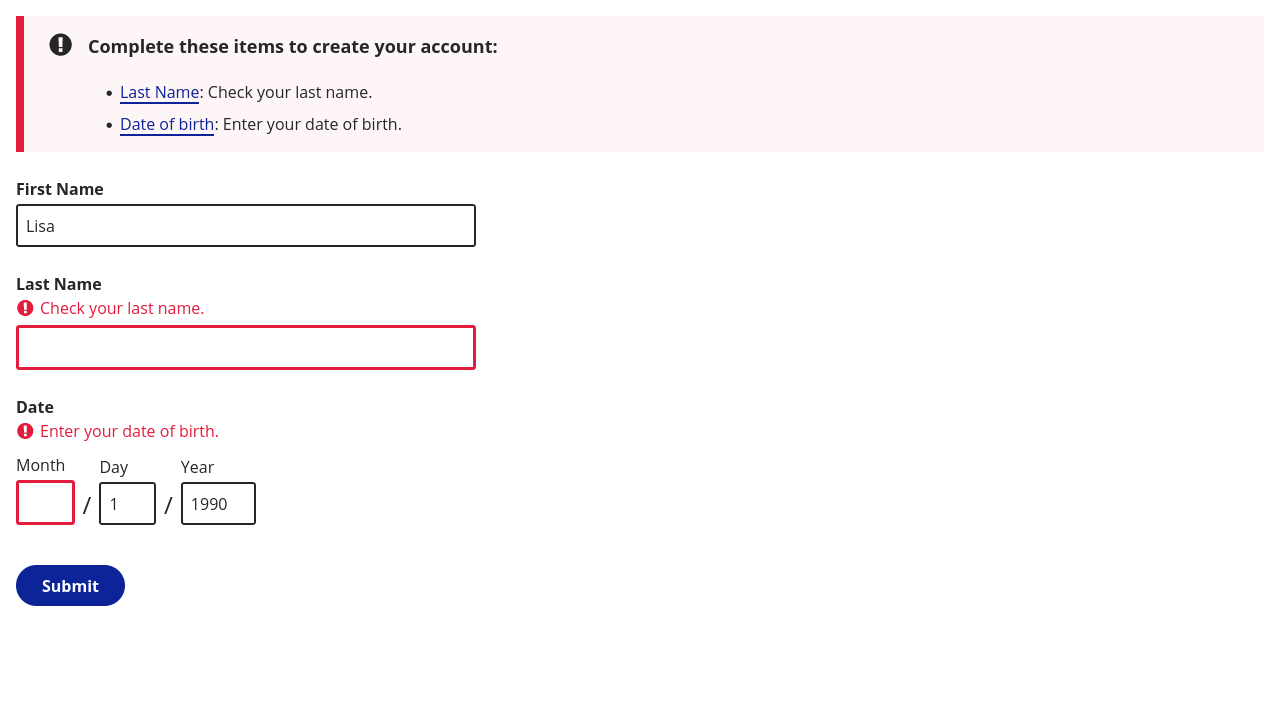 Complete these items to create your account:
• Last Name: Check your last name.
• Date of birth: Enter your date of birth.
First Name
Lisa
Last Name
Check your last name.
Date
Enter your date of birth.
Month Day Year
/ 1 / 1990
Submit